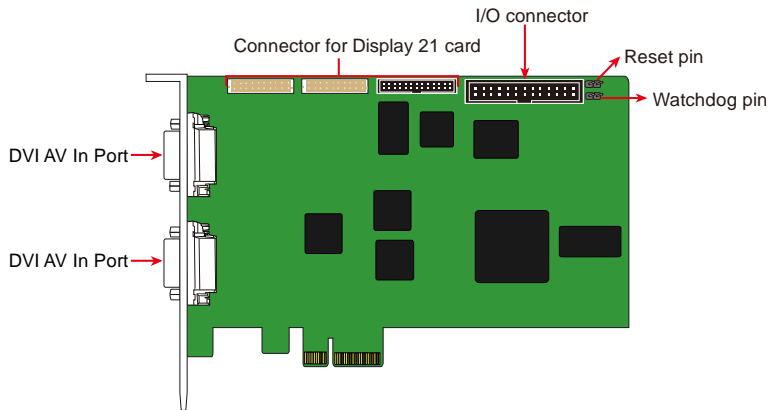 I/O connector
Connector for Display 21 card
Reset pin
Watchdog pin
DVI AV In Port
DVI AV In Port